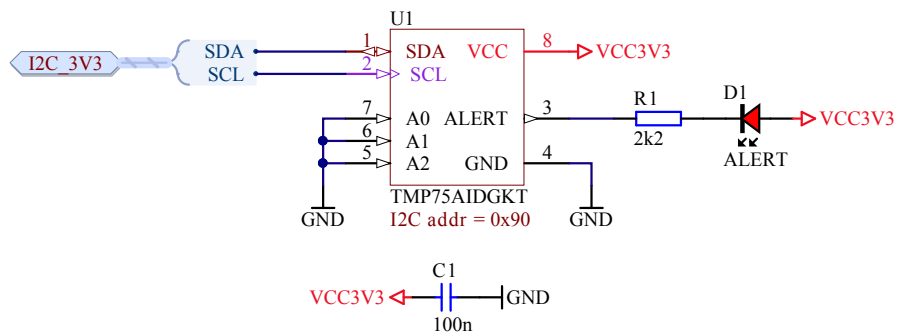 U1
I2C_3V3
SDA
SCL
1
2
SDA
SCL
VCC
8
VCC3V3
7
6
5
A0
A1
A2
ALERT
3
GND
4
R1
2k2
D1
ALERT
VCC3V3
GND
TMP75AIDGKT
I2C addr = 0x90
GND
C1
VCC3V3
GND
100n